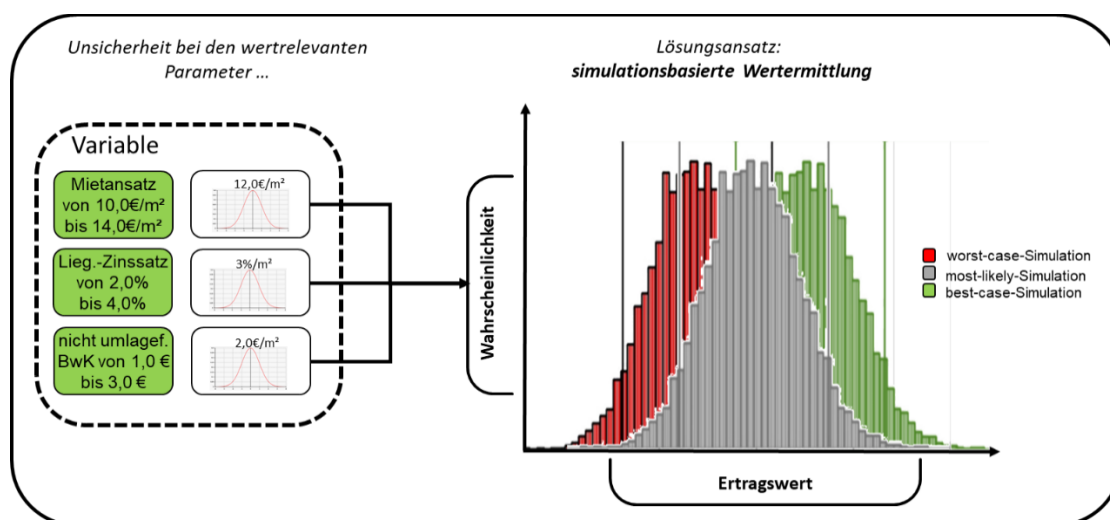 Unsicherheit bei den wertrelevanten
Parameter ...
Lösungsansatz:
simulationsbasierte Wertermittlung
Variable
Mietansatz
von 10,0€/m²
bis 14,0€/m²
12,0€/m²
Lieg.-Zinssatz
von 2,0%
bis 4,0%
3%/m²
nicht umlagef.
BwK von 1,0 €
bis 3,0 €
2,0€/m²
Wahrscheinlichkeit
worst-case-Simulation
most-likely-Simulation
best-case-Simulation
Ertragswert